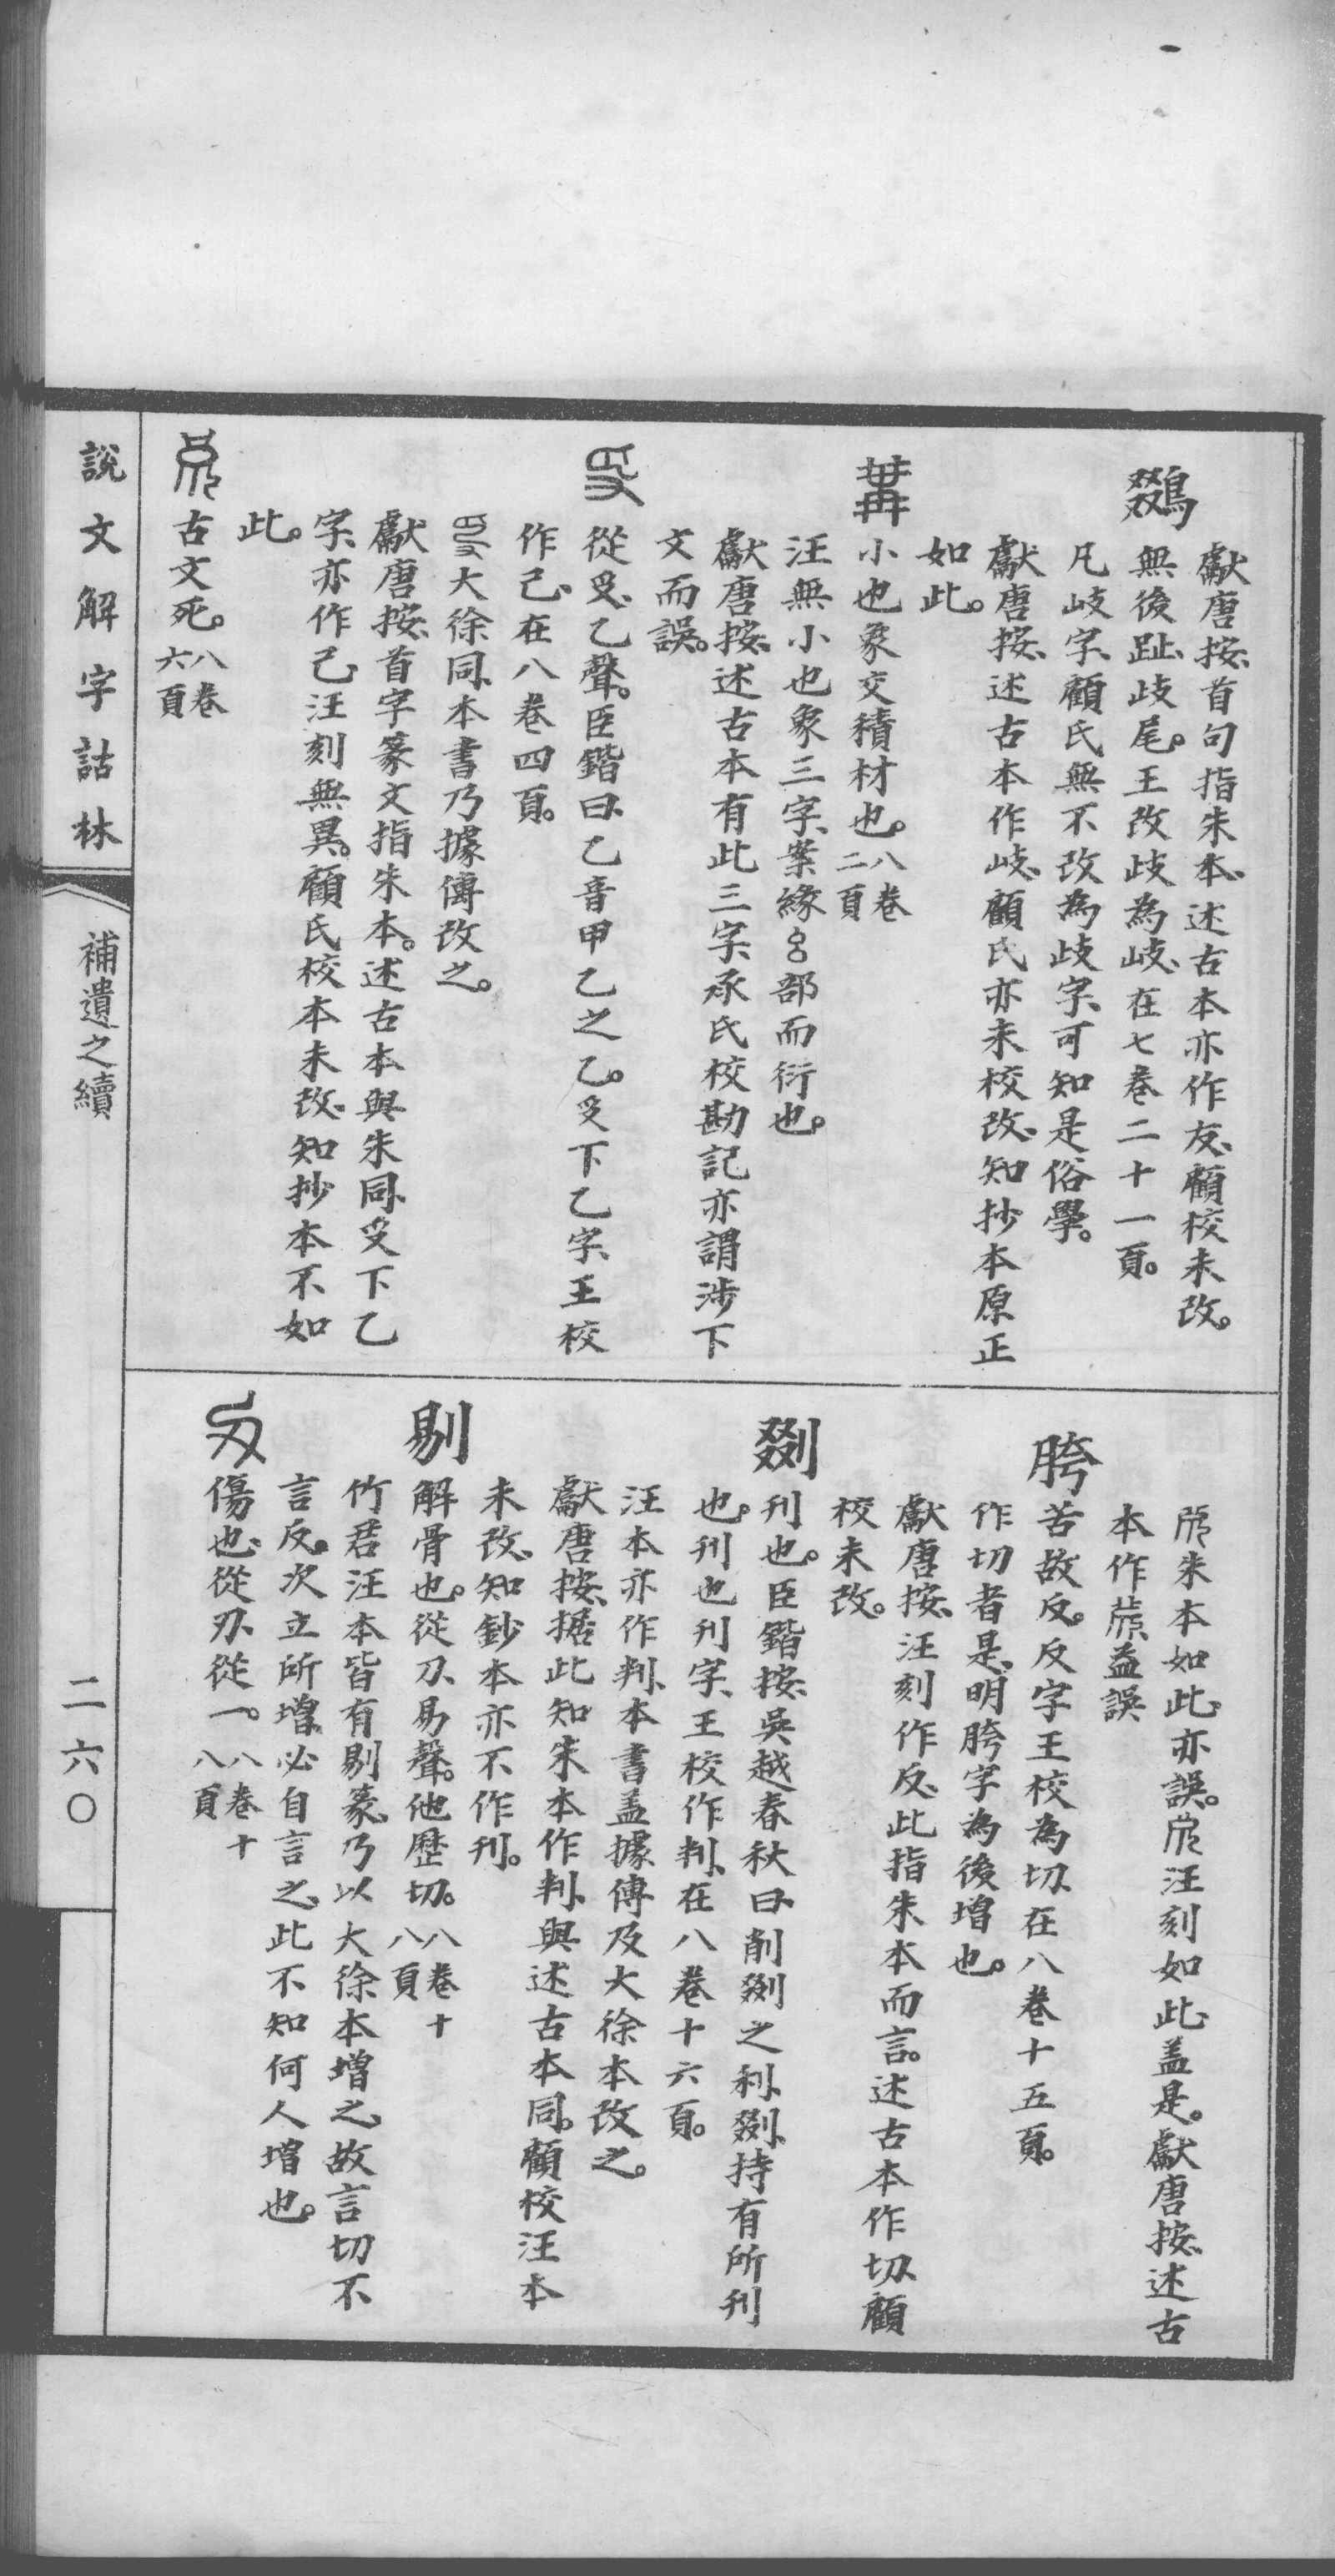 獻唐按、首句指朱本、述古本亦作友、顧校未改。
鵽
無後趾、歧尾。王改歧為岐、在七卷二十一頁。
凡岐字、顧氏無不改為歧字、可知是俗學。
獻唐按、述古本作岐、顧氏亦未校改、知抄本原正
如此。
冓
小也象交積材也。八卷二頁
汪無小也象三字、案緣部而衍也。
獻唐按、述古本有此三字、承氏校勘記亦謂涉下
文而誤。
從𠬪、乙聲。臣鍇曰、乙音甲乙之乙。𠬪下乙字、王校
作己、在八卷四頁。
大徐同、本書乃據傳改之。
獻唐按、首字篆文指朱本。述古本與朱同、𠬪下乙
字、亦作己、汪刻無異。顧氏校本未改、知抄本不如
此。
古文死。八卷六頁
朱本如此、亦誤。汪刻如此、蓋是。獻唐按、述古
本作益誤
胯
苦故反。反字王校為切、在八卷十五頁。
作切者是、明胯字為後增也。
獻唐按、汪刻作反、此指朱本而言。述古本作切、顧
校未改。
剟
刊也。臣鍇按、吳越春秋曰、削剟之利、剟、持有所刊
也。刊也刊字、王校作判、在八卷十六頁。
汪本亦作判、本書蓋據傳及大徐本改之。
獻唐按、据此知朱本作判、與述古本同。顧校汪本
未改、知鈔本亦不作刊。
剔
解骨也。從刀、易聲。他歷切。八卷十八頁
竹君汪本皆有剔篆、乃以大徐本增之、故言切不
言反。次立所增、必自言之、此不知何人增也。
刅
傷也、從刃、從一。八卷十八頁
說文解字詁林
補遺之續
二六〇